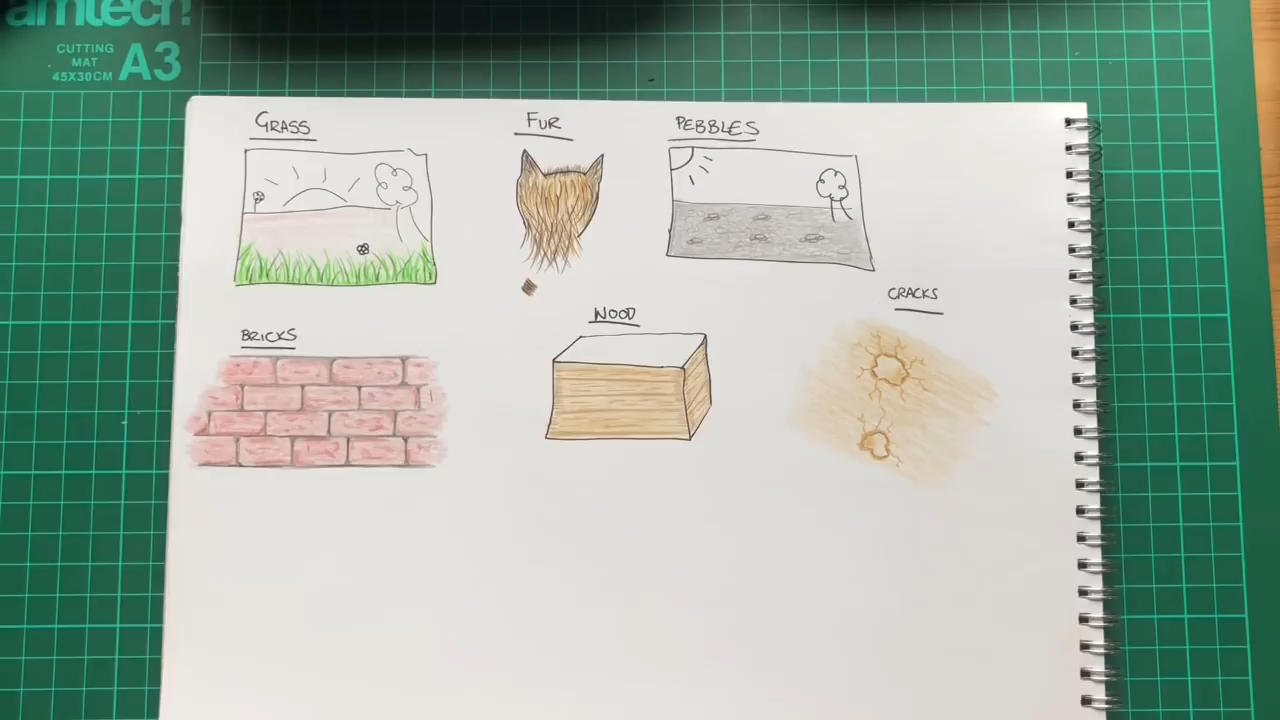 amtech!
CUTTING
MAT
45X30CM
A3
GRASS
FUR
PEBBLES
CRACKS
WOOD
BRICKS